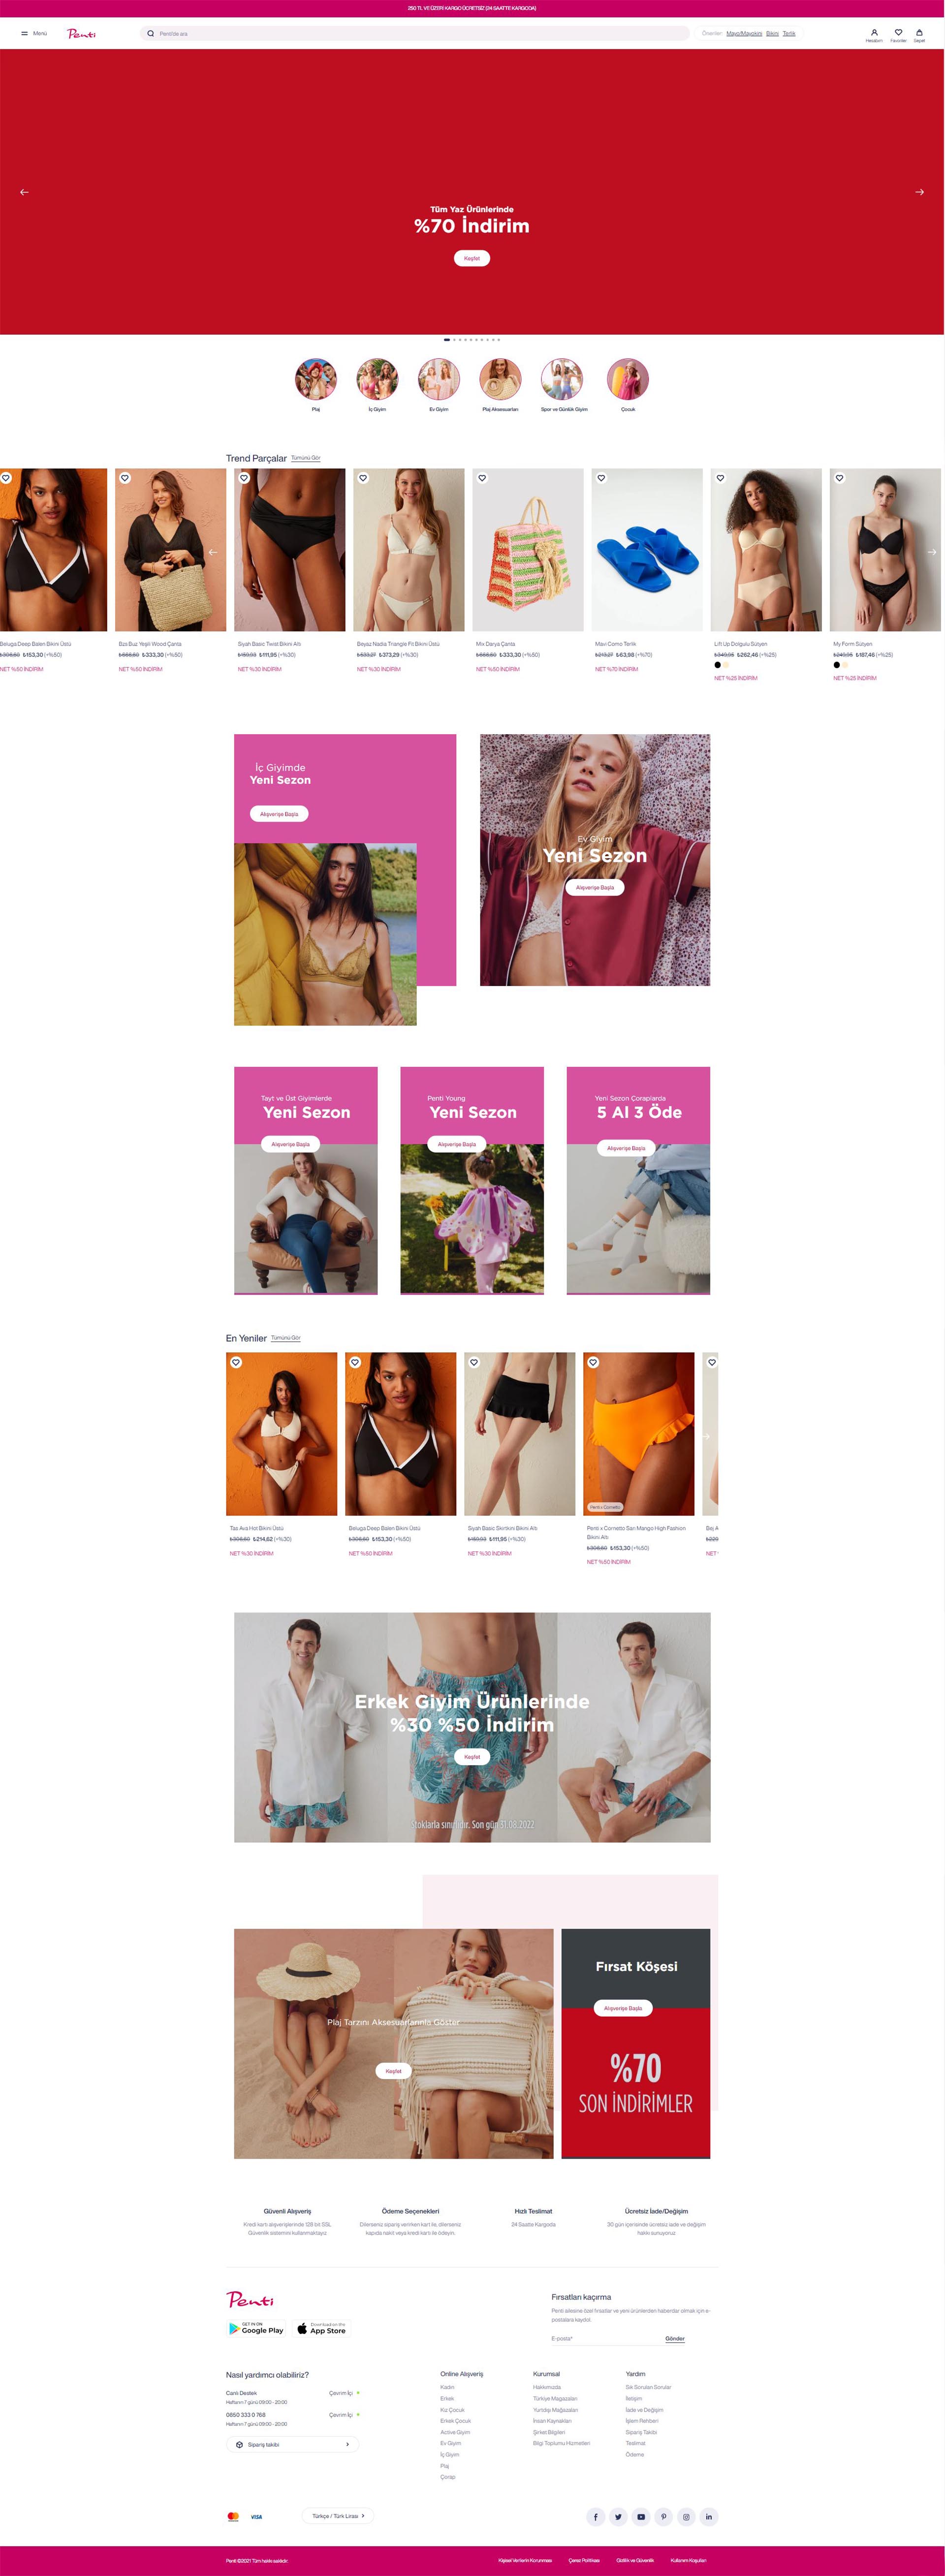 250 TL VE ÜZERİ KARGO ÜCRETSİZ (24 SAATTE KARGODA)
Menü
Penti
Penti'de ara
Öneriler: Mayo/Mayokini Bikini Terlik
Hesabım Favoriler Sepet
Tüm Yaz Ürünlerinde
%70 İndirim
Keşfet
Plaj İç Giyim Ev Giyim Plaj Aksesuarları Spor ve Günlük Giyim Çocuk
Trend Parçalar Tümünü Gör
Beluga Deep Balen Bikini Üstü
₺306,60 ₺153,30 (+%50)
NET %50 İNDİRİM
Bzs Buz Yeşili Wood Çanta
₺666,60 ₺333,30 (+%50)
NET %50 İNDİRİM
Siyah Basic Twist Bikini Altı
₺159,93 ₺111,95 (+%30)
NET %30 İNDİRİM
Beyaz Nadia Triangle Fit Bikini Üstü
₺533,27 ₺373,29 (+%30)
NET %30 İNDİRİM
Mix Darya Çanta
₺666,60 ₺333,30 (+%50)
NET %50 İNDİRİM
Mavi Como Terlik
₺213,27 ₺63,98 (+%70)
NET %70 İNDİRİM
Lift Up Dolgulu Sütyen
₺349,95 ₺262,46 (+%25)
NET %25 İNDİRİM
My Form Sütyen
₺249,95 ₺187,46 (+%25)
NET %25 İNDİRİM
İç Giyimde
Yeni Sezon
Alışverişe Başla
Ev Giyim
Yeni Sezon
Alışverişe Başla
Tayt ve Üst Giyimlerde
Yeni Sezon
Alışverişe Başla
Penti Young
Yeni Sezon
Alışverişe Başla
Yeni Sezon Çoraplarda
5 Al 3 Öde
Alışverişe Başla
En Yeniler Tümünü Gör
Tas Ava Hot Bikini Üstü
₺306,60 ₺214,62 (+%30)
NET %30 İNDİRİM
Beluga Deep Balen Bikini Üstü
₺306,60 ₺153,30 (+%50)
NET %50 İNDİRİM
Siyah Basic Skirtkini Bikini Altı
₺159,93 ₺111,95 (+%30)
NET %30 İNDİRİM
Penti x Cornetto
Penti x Cornetto Sarı Mango High Fashion
Bikini Altı
₺306,60 ₺153,30 (+%50)
NET %50 İNDİRİM
Bej A
NET
Erkek Giyim Ürünlerinde
%30 %50 İndirim
Keşfet
Stoklarla sınırlıdır. Son gün 31.08.2022
Plaj Tarzını Aksesuarlarınla Göster
Keşfet
Fırsat Köşesi
Alışverişe Başla
%70
SON İNDİRİMLER
Güvenli Alışveriş
Kredi kartı alışverişlerinde 128 bit SSL
Güvenlik sistemini kullanmaktayız
Ödeme Seçenekleri
Dilerseniz sipariş verirken kart ile, dilerseniz
kapıda nakit veya kredi kartı ile ödeyin.
Hızlı Teslimat
24 Saatte Kargoda
Ücretsiz İade/Değişim
30 gün içerisinde ücretsiz iade ve değişim
hakkı sunuyoruz
Penti
GET IN ON Google Play
Download on the App Store
Fırsatları kaçırma
Penti ailesine özel fırsatlar ve yeni ürünlerden haberdar olmak için e-
postalara kaydol.
E-posta* Gönder
Nasıl yardımcı olabiliriz?
Canlı Destek Çevrim İçi
Haftanın 7 günü 09:00 - 20:00
0850 333 0 768 Çevrim İçi
Haftanın 7 günü 09:00 - 20:00
Sipariş takibi
Online Alışveriş
Kadın
Erkek
Kız Çocuk
Erkek Çocuk
Active Giyim
Ev Giyim
İç Giyim
Plaj
Çorap
Kurumsal
Hakkımızda
Türkiye Mağazaları
Yurtdışı Mağazaları
İnsan Kaynakları
Şirket Bilgileri
Bilgi Toplumu Hizmetleri
Yardım
Sık Sorulan Sorular
İletişim
İade ve Değişim
İşlem Rehberi
Sipariş Takibi
Teslimat
Ödeme
VISA
Türkçe / Türk Lirası
Penti ©2021 Tüm hakkı saklıdır.
Kişisel Verilerin Korunması Çerez Politikası Gizlilik ve Güvenlik Kullanım Koşulları